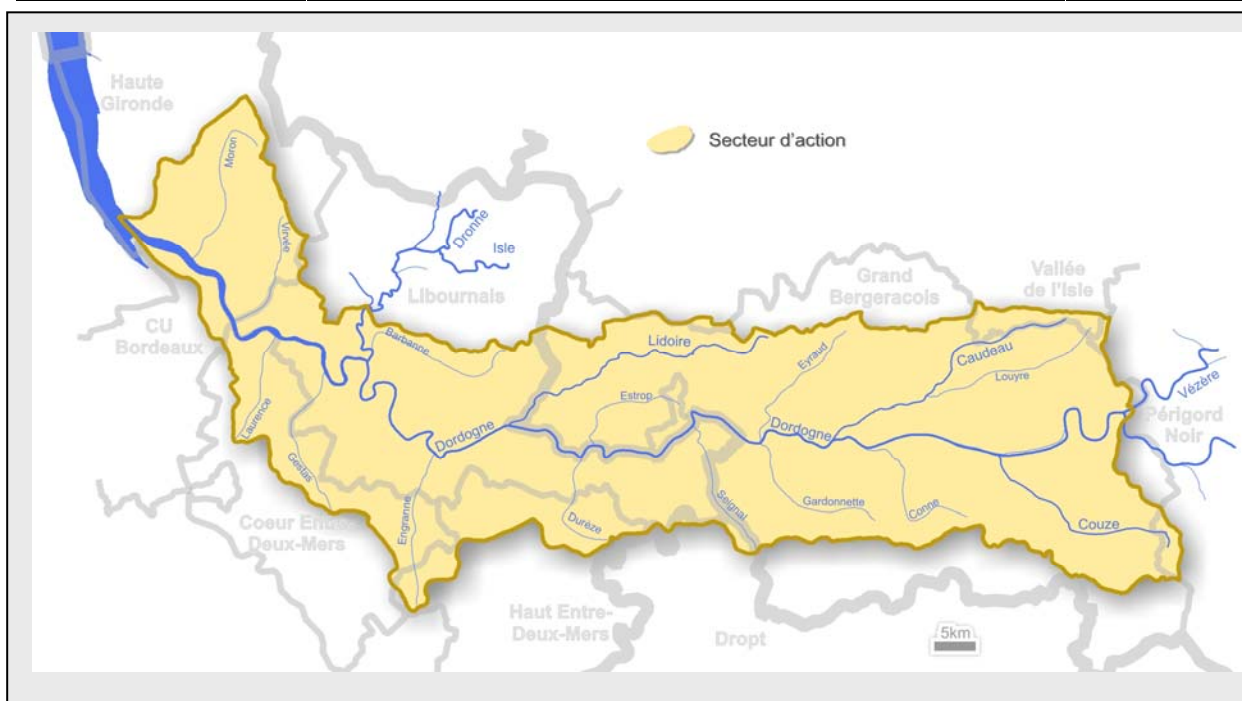 Haute
Gironde
Moron
Secteur d'action
Virvée
Dronne
Isle
Libournais
Grand
Bergeracois
Vallée
de l'Isle
CU
Bordeaux
Barbanne
Lidoire
Eyraud
Caudeau
Louyre
Vézère
Estrop
Laurence
Dordogne
Dordogne
Périgord
Noir
Gestas
Engranne
Durèze
Seignal
Gardonnette
Conne
Couze
Coeur Entre
Deux-Mers
Haut Entre-
Deux-Mers
Dropt
5km